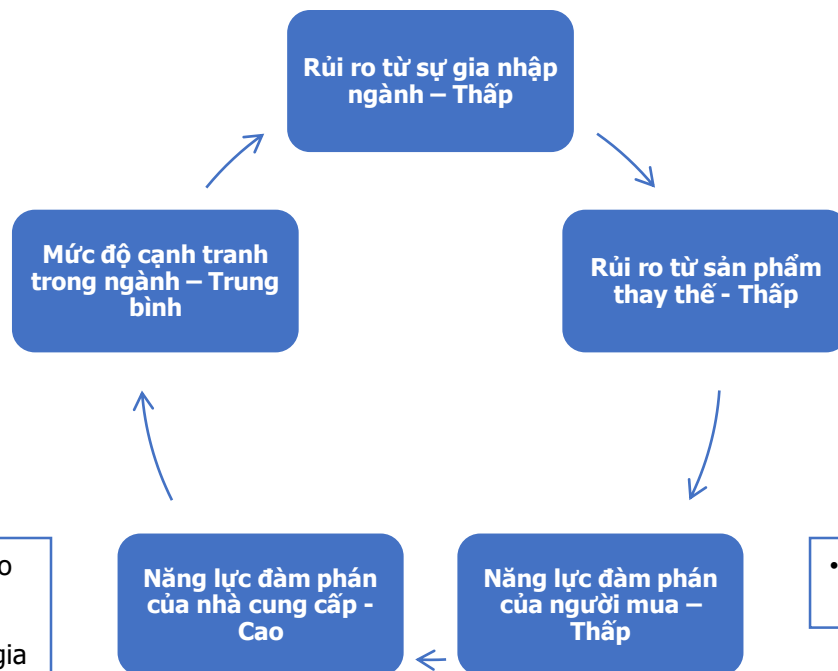 Rủi ro từ sự gia nhập
ngành – Thấp
Mức độ cạnh tranh
trong ngành – Trung
bình
Rủi ro từ sản phẩm
thay thế - Thấp
Năng lực đàm phán
của nhà cung cấp -
Cao
Năng lực đàm phán
của người mua –
Thấp
gia
•